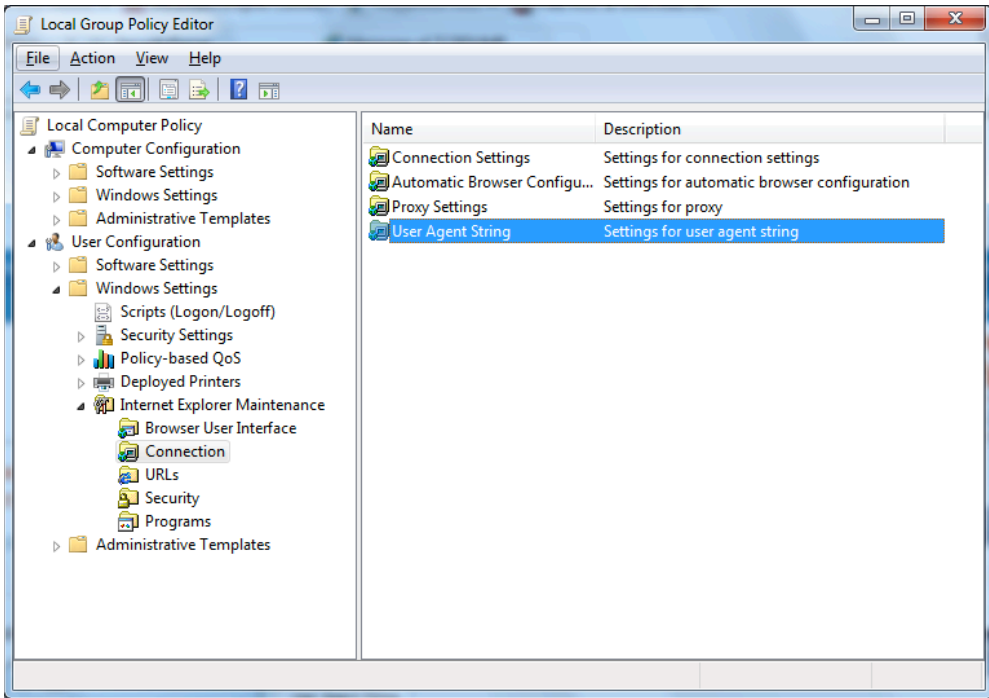 Local Group Policy Editor
File Action View Help
Local Computer Policy
Computer Configuration
Software Settings
Windows Settings
Administrative Templates
User Configuration
Software Settings
Windows Settings
Scripts (Logon/Logoff)
Security Settings
Policy-based QoS
Deployed Printers
Internet Explorer Maintenance
Browser User Interface
Connection
URLs
Security
Programs
Administrative Templates
Name Description
Connection Settings Settings for connection settings
Automatic Browser Configu... Settings for automatic browser configuration
Proxy Settings Settings for proxy
User Agent String Settings for user agent string